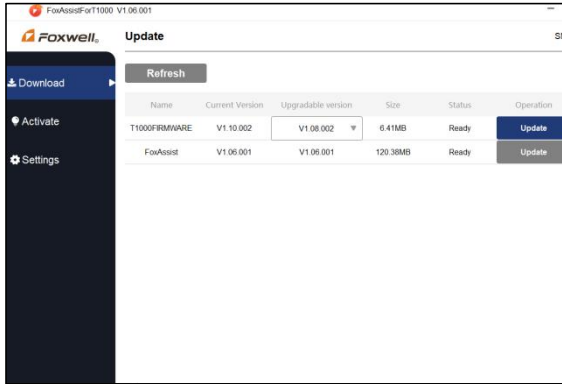 FoxAssistForT1000 V1.06.001
Foxwell®
Update
Download
Refresh
Name Current Version Upgradable version Size Status Operation
T1000FIRMWARE V1.10.002 V1.08.002 6.41MB Ready Update
Activate
FoxAssist V1.06.001 V1.06.001 120.38MB Ready Update
Settings